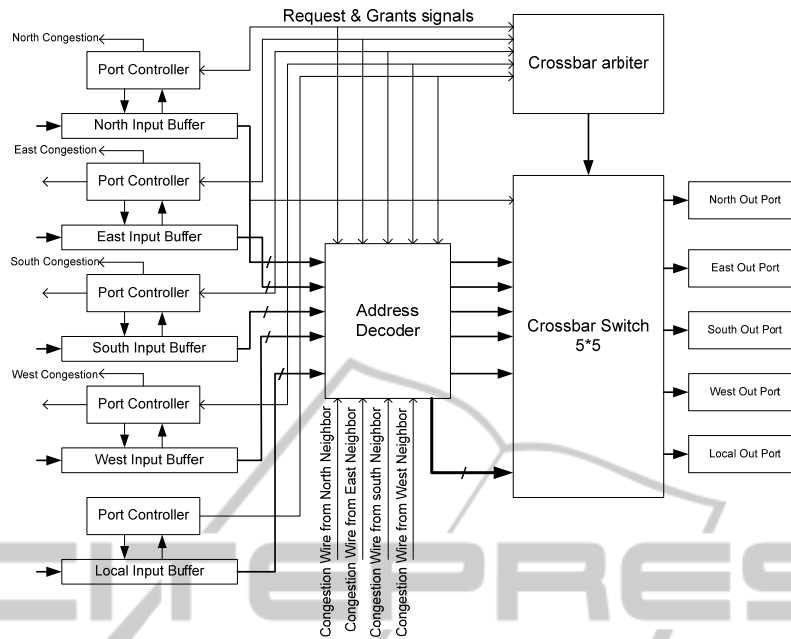 Request & Grants signals
North Congestion
Port Controller
North Input Buffer
East Congestion
Port Controller
East Input Buffer
South Congestion
Port Controller
South Input Buffer
West Congestion
Port Controller
West Input Buffer
Port Controller
Local Input Buffer
Address
Decoder
Congestion Wire from North Neighbor
Congestion Wire from East Neighbor
Congestion Wire from south Neighbor
Congestion Wire from West Neighbor
Crossbar arbiter
Crossbar Switch
5*5
North Out Port
East Out Port
South Out Port
West Out Port
Local Out Port
CITEPRES